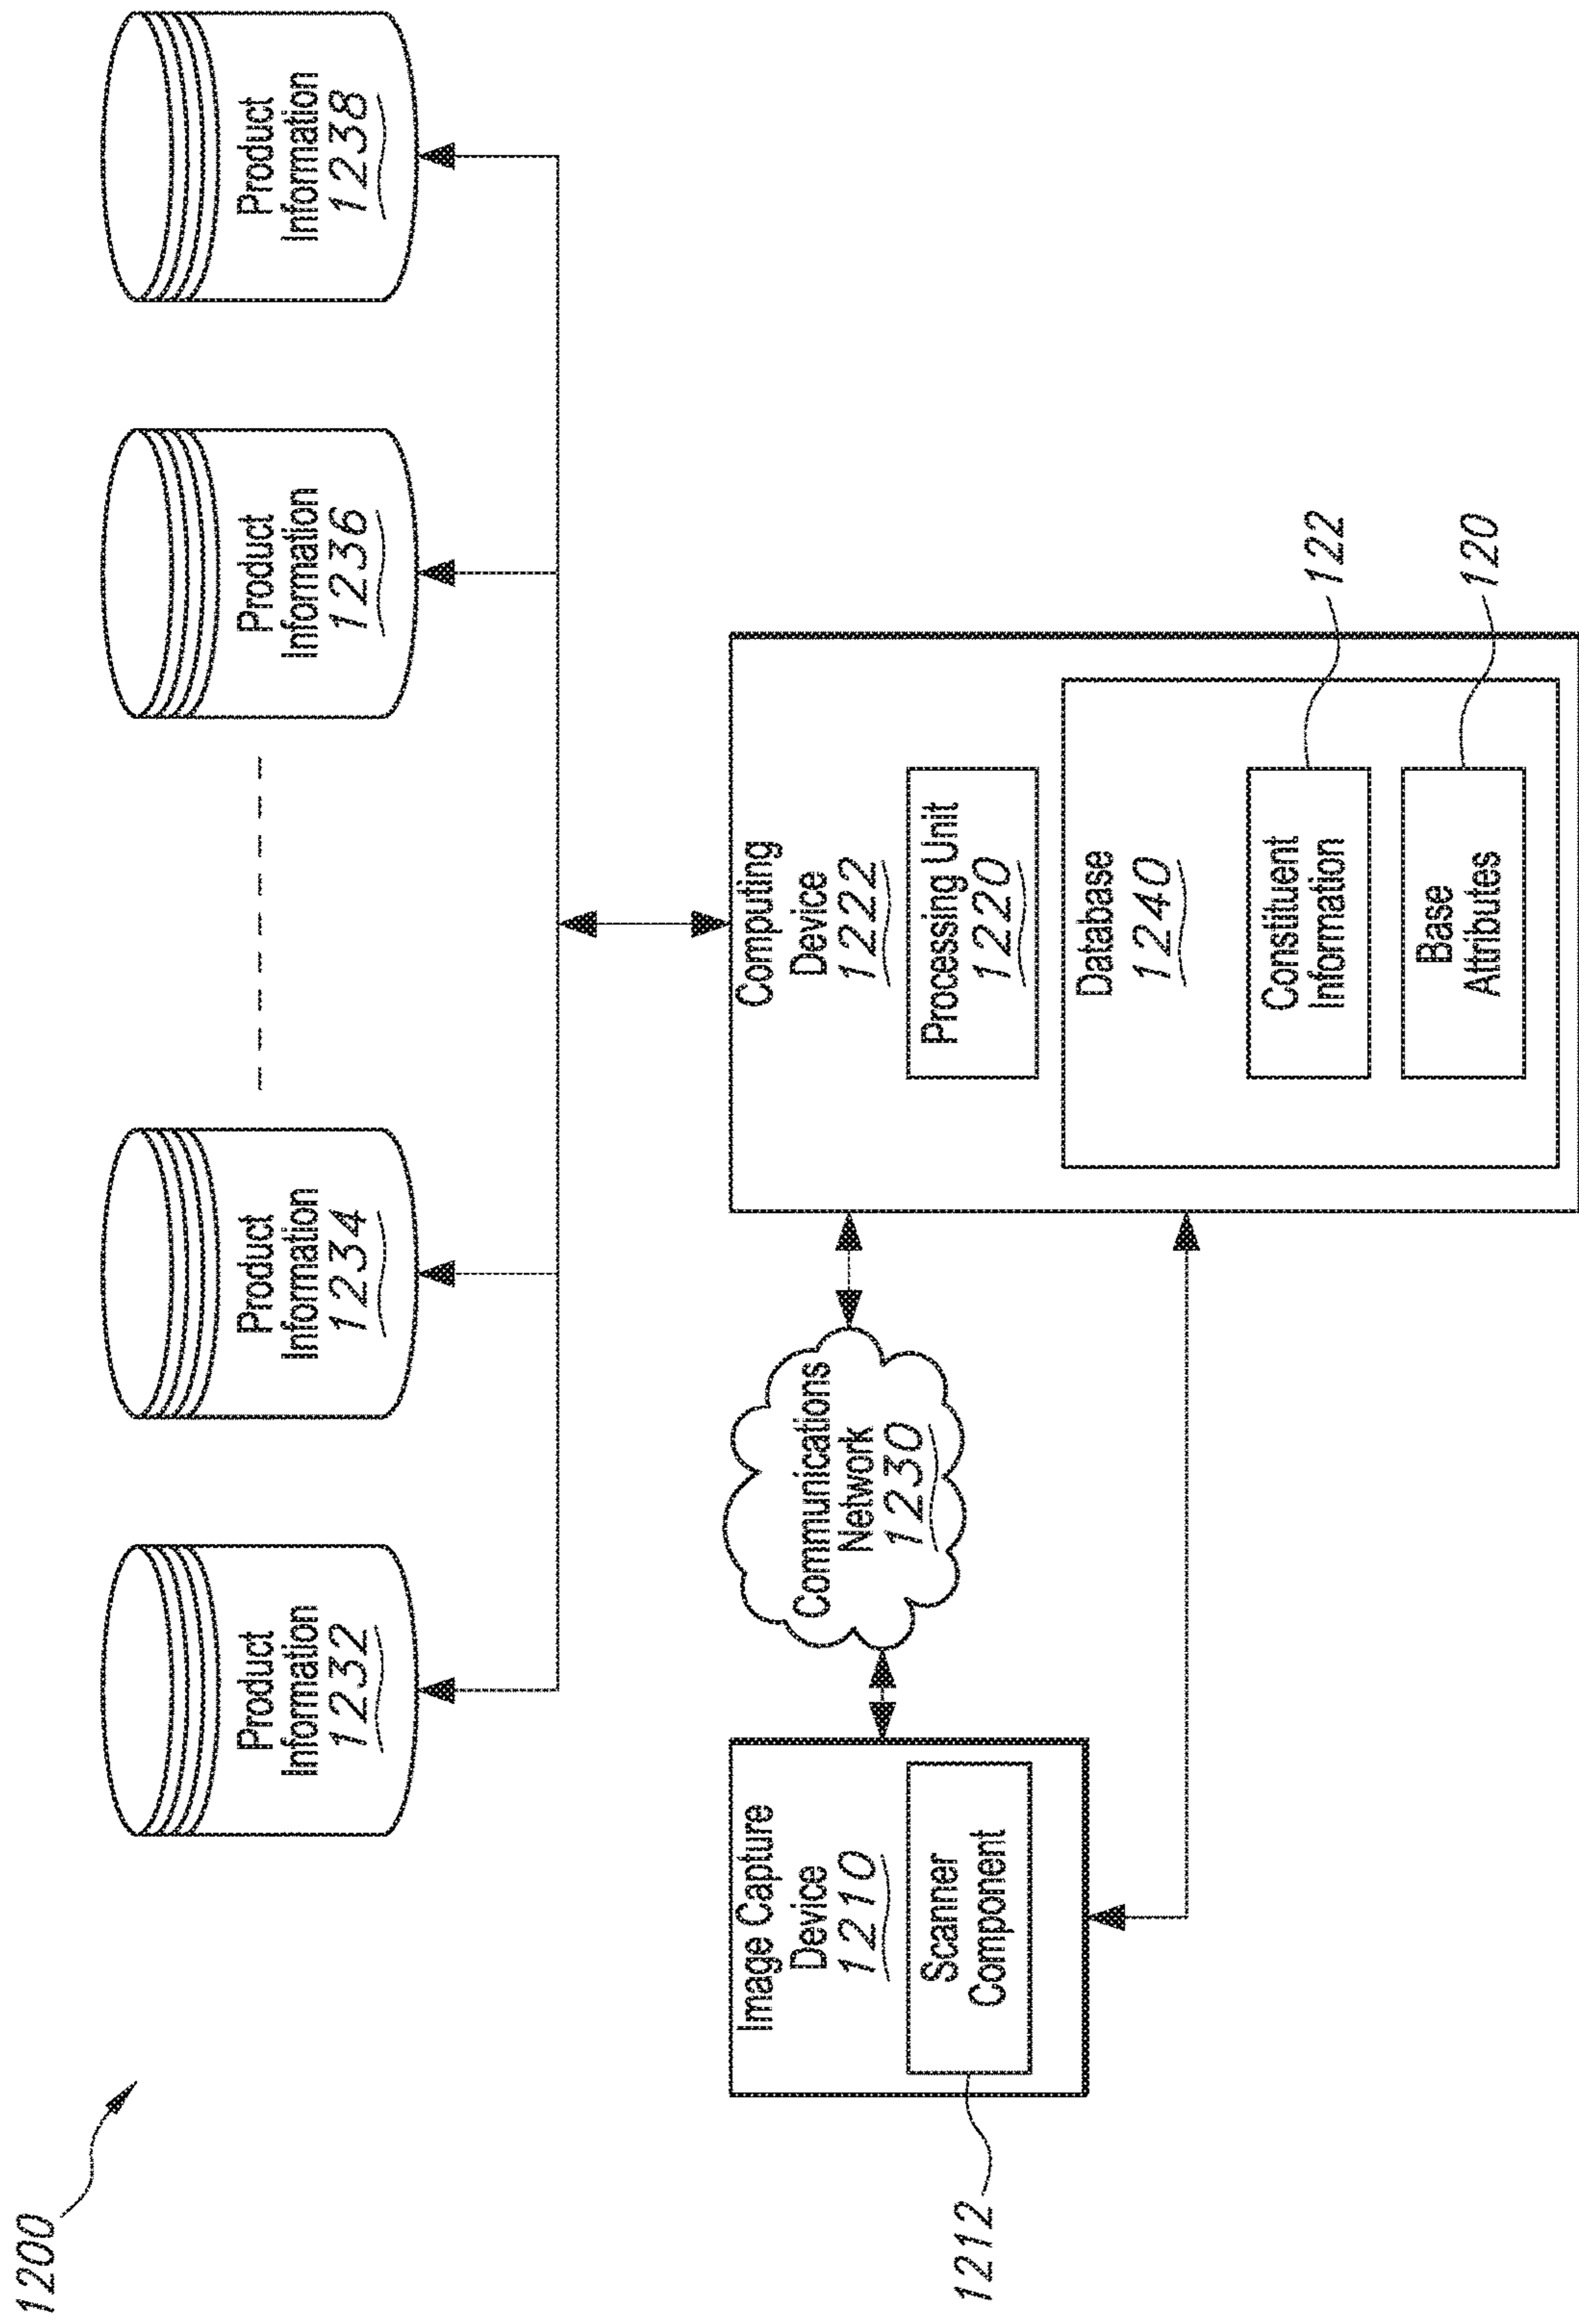 1200
Product
Information
1232
Product
Information
1234
Product
Information
1236
Product
Information
1238
Image Capture
Device
1210
Scanner
Component
1212
Communications
Network
1230
Computing
Device
1222
Processing Unit
1220
Database
1240
Constituent
Information
122
Base
Attributes
120